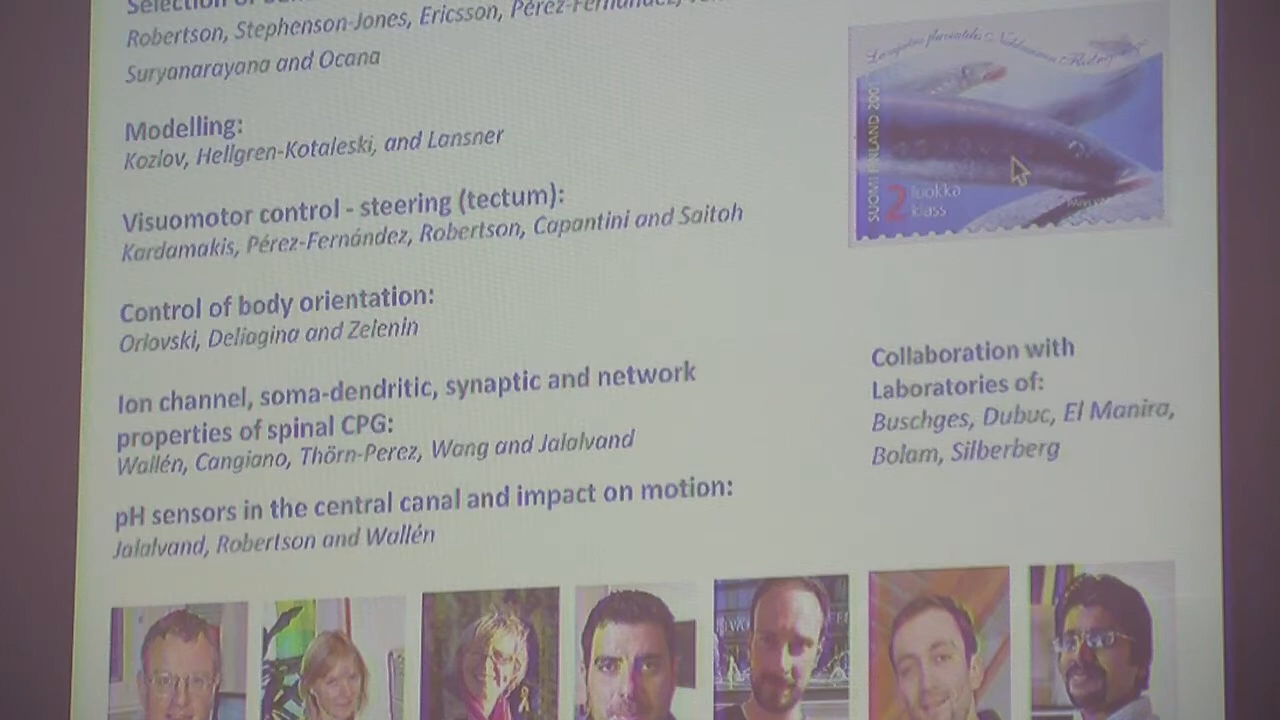 Selection of
Robertson, Stephenson-Jones, Ericsson, Pérez-Fernández,
Suryanarayana and Ocana
Modelling:
Kozlov, Hellgren-Kotaleski, and Lansner
Visuomotor control - steering (tectum):
Kardamakis, Pérez-Fernández, Robertson, Capantini and Saitoh
Control of body orientation:
Orlovski, Deliagina and Zelenin
Ion channel, soma-dendritic, synaptic and network
properties of spinal CPG:
Wallén, Cangiano, Thörn-Perez, Wang and Jalalvand
pH sensors in the central canal and impact on motion:
Jalalvand, Robertson and Wallén
SUOMI FINLAND 2001
2 luokka
klass
Collaboration with
Laboratories of:
Buschges, Dubuc, El Manira,
Bolam, Silberberg